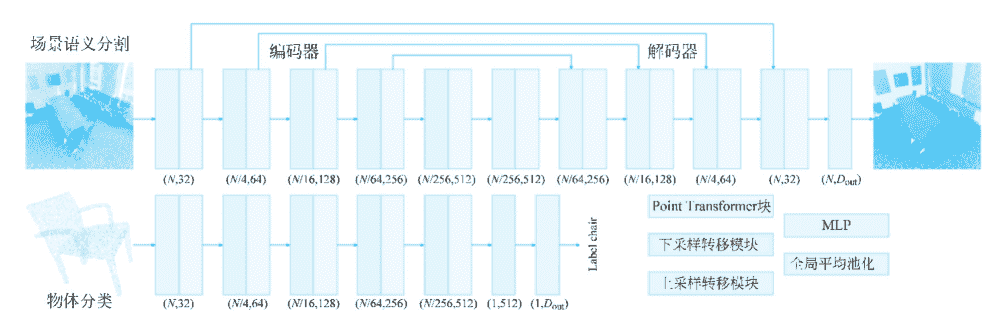 场景语义分割
编码器
解码器
(N,32) (N/4,64) (N/16,128) (N/64,256) (N/256,512) (N/256,512) (N/64,256) (N/16,128) (N/4,64) (N,32) (N,Dout)
Point Transformer块
MLP
下采样转移模块
全局平均池化
上采样转移模块
Label chair
物体分类
(N,32) (N/4,64) (N/16,128) (N/64,256) (N/256,512) (1,512) (1,Dout)